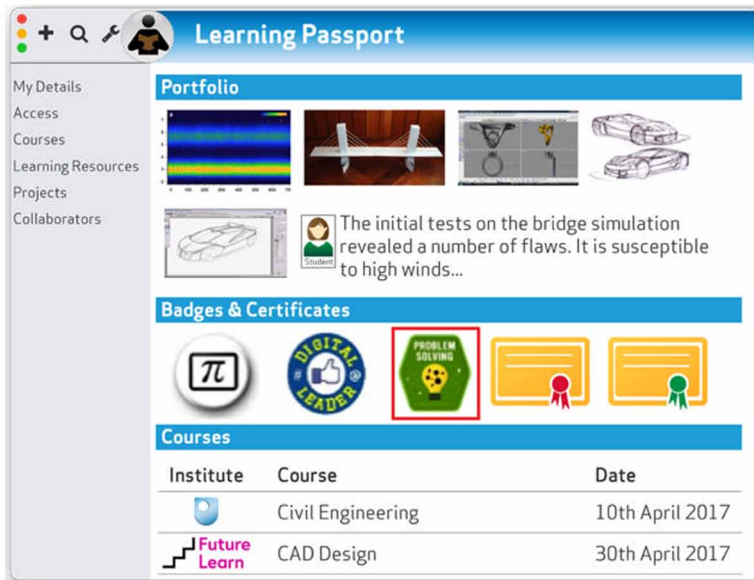 Learning Passport
My Details
Access
Courses
Learning Resources
Projects
Collaborators
Portfolio
Student
The initial tests on the bridge simulation
revealed a number of flaws. It is susceptible
to high winds...
Badges & Certificates
π
DIGITAL
LEADER
@
PROBLEM
SOLVING
Courses
Institute Course Date
Civil Engineering 10th April 2017
Future
Learn
CAD Design 30th April 2017